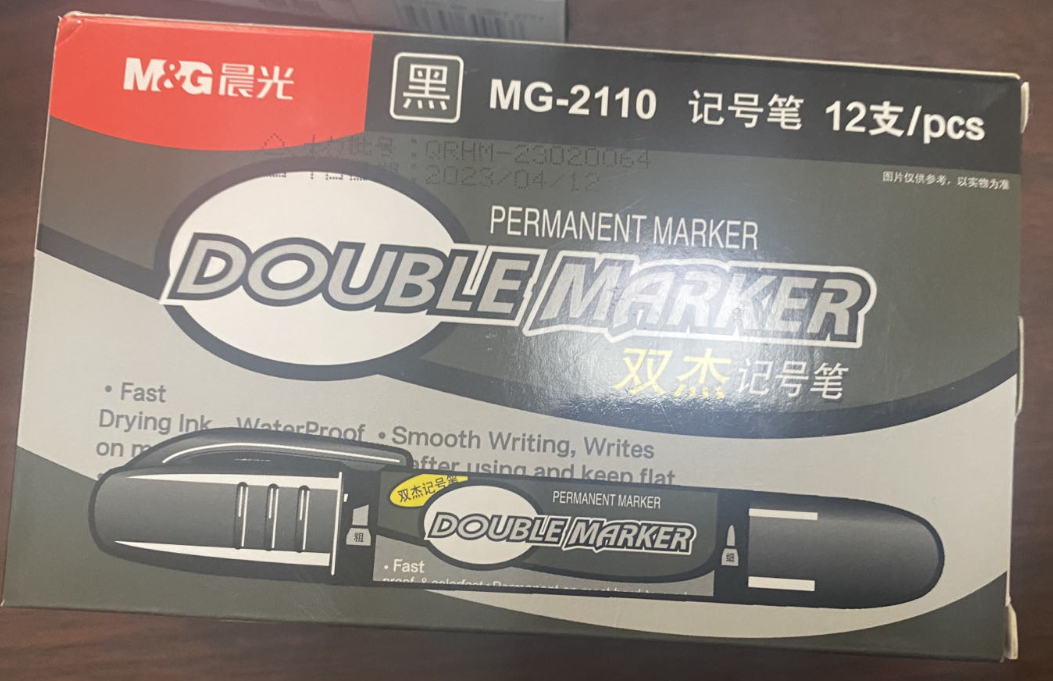 M&G晨光
黑 MG-2110 记号笔 12支/pcs
:QRHM-23020064
:2023/04/12
图片仅供参考，以实物为准
PERMANENT MARKER
DOUBLE MARKER
双杰记号笔
• Fast
Drying Ink WaterProof • Smooth Writing, Writes
on after using and keep flat
双杰记号笔
PERMANENT MARKER
粗 DOUBLE MARKER 细
• Fast